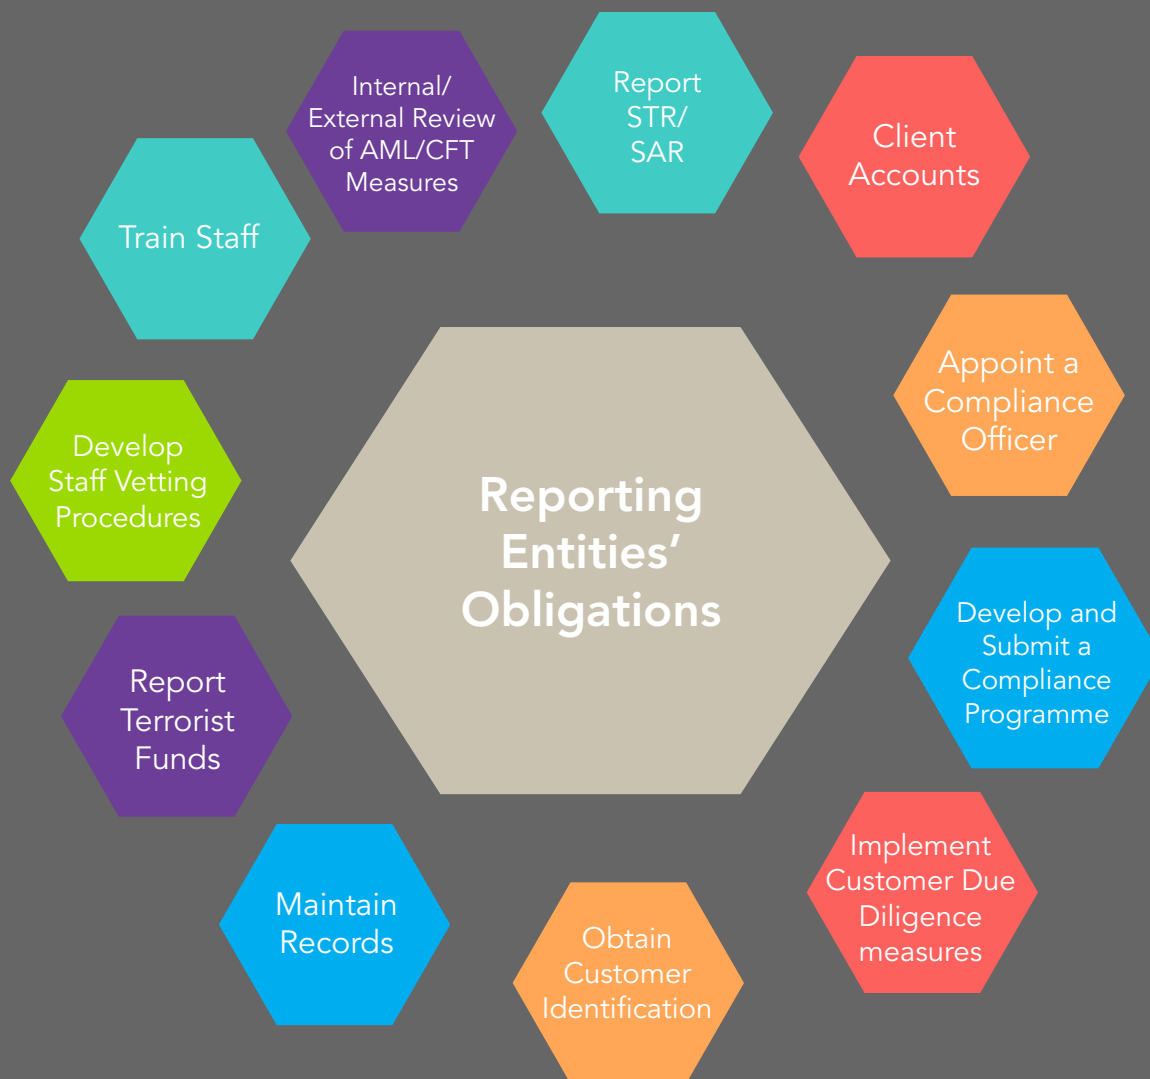 Internal/
External Review
of AML/CFT
Measures
Report
STR/
SAR
Client
Accounts
Train Staff
Appoint a
Compliance
Officer
Develop
Staff Vetting
Procedures
Reporting
Entities’
Obligations
Develop and
Submit a
Compliance
Programme
Report
Terrorist
Funds
Implement
Customer Due
Diligence
measures
Maintain
Records
Obtain
Customer
Identification